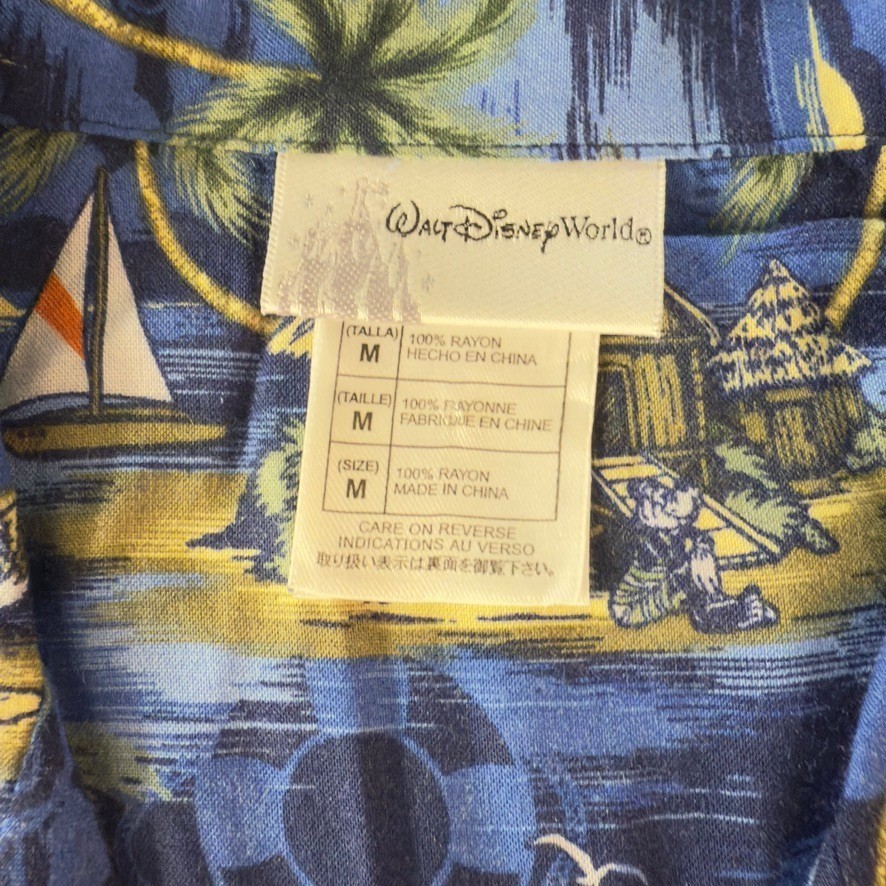 WALT DISNEY World®
(TALLA)
M
100% RAYON
HECHO EN CHINA
(TAILLE)
M
100% RAYONNE
FABRIQUE EN CHINE
(SIZE)
M
100% RAYON
MADE IN CHINA
CARE ON REVERSE
INDICATIONS AU VERSO
取り扱い表示は裏面を御覧下さい。